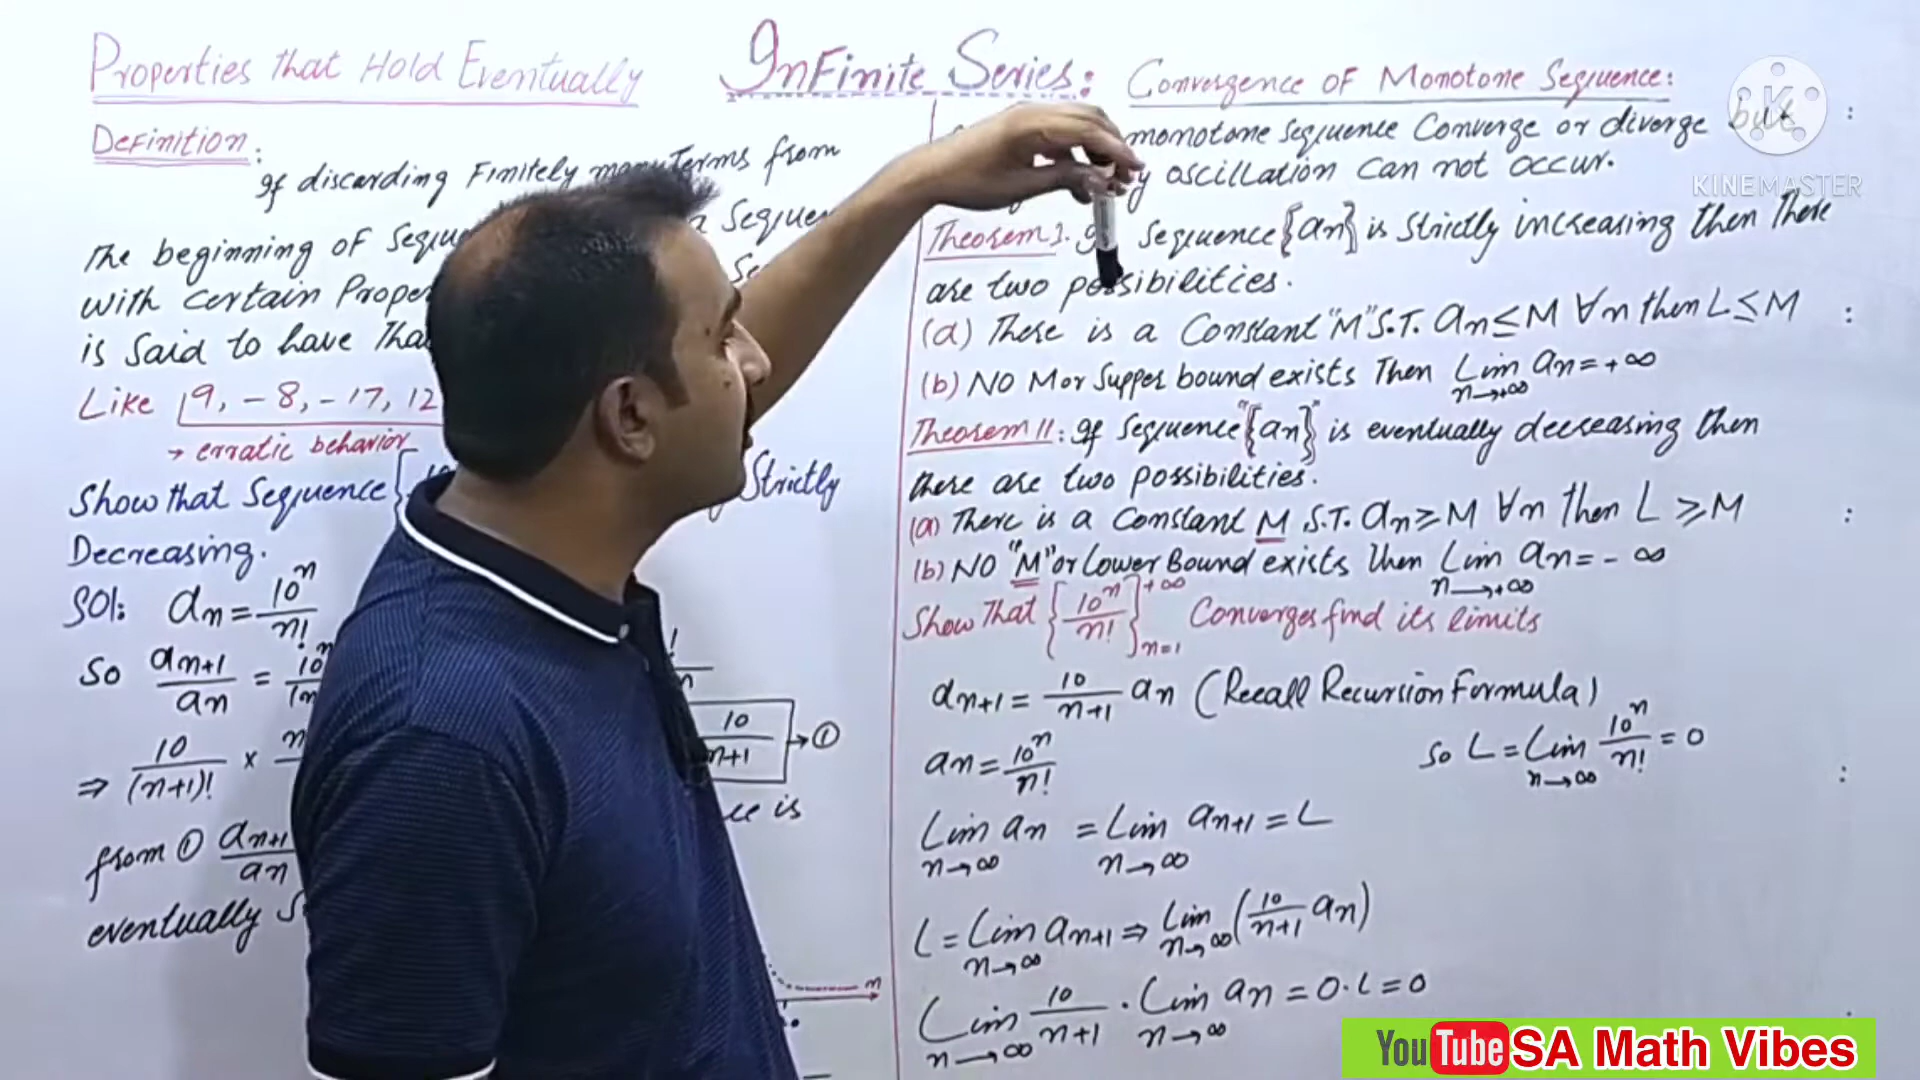 Properties That Hold Eventually
Definition:
If discarding Finitely many Terms from
The beginning of Sequ a Sequen
with Certain Proper Se
is Said to have Tha
Like 9, -8, -17, 12
→ erratic behavior
Show that Sequence { Strictly
Decreasing.
SOl: an = 10^n/n!
So an+1/an = 10^n
⇒ 10/(n+1)! × n
10/n+1 → ①
ce is
from ① an+1/an
eventually S
n
Infinite Series:
Convergence OF Monotone Sequence:
monotone sequence Converge or diverge but
y oscillation can not occur.
Theorem I. If Sequence {an} is Strictly increasing then There
are two possibilities.
(a) There is a Constant "M" S.T. an ≤ M ∀n then L ≤ M
(b) NO M or Supper bound exists Then Lim n→+∞ an = +∞
Theorem II: If Sequence "{an}" is eventually decreasing then
there are two possibilities.
(a) There is a Constant M S.T. an ≥ M ∀n then L ≥ M
(b) NO "M" or Lower Bound exists then Lim n→+∞ an = - ∞
Show That {10^n/n!}^+∞ n=1 Converges find its limits
an+1 = 10/n+1 an (Recall Recursion Formula)
an = 10^n/n!
So L = Lim n→∞ 10^n/n! = 0
Lim n→∞ an = Lim n→∞ an+1 = L
L = Lim n→∞ an+1 ⇒ Lim n→∞ (10/n+1 an)
Lim n→∞ 10/n+1 · Lim n→∞ an = 0·L = 0
KINEMASTER
YouTube SA Math Vibes